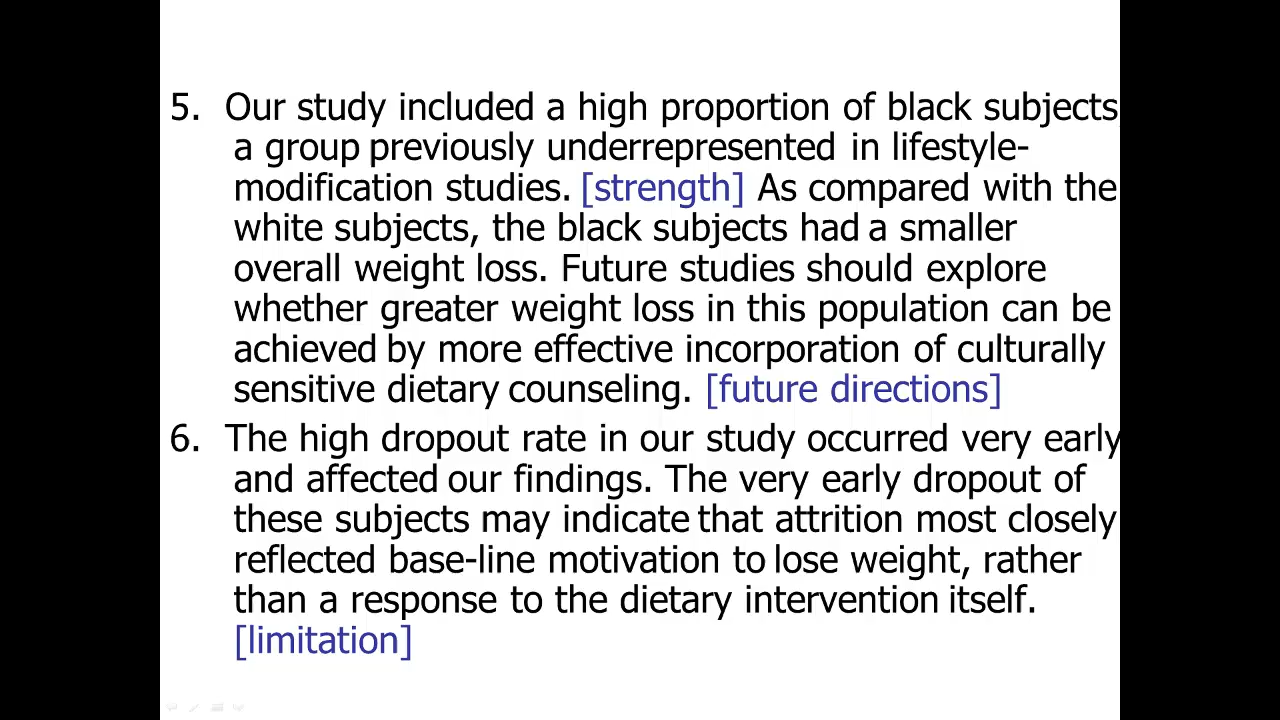 5. Our study included a high proportion of black subjects,
a group previously underrepresented in lifestyle-
modification studies. [strength] As compared with the
white subjects, the black subjects had a smaller
overall weight loss. Future studies should explore
whether greater weight loss in this population can be
achieved by more effective incorporation of culturally
sensitive dietary counseling. [future directions]
6. The high dropout rate in our study occurred very early
and affected our findings. The very early dropout of
these subjects may indicate that attrition most closely
reflected base-line motivation to lose weight, rather
than a response to the dietary intervention itself.
[limitation]